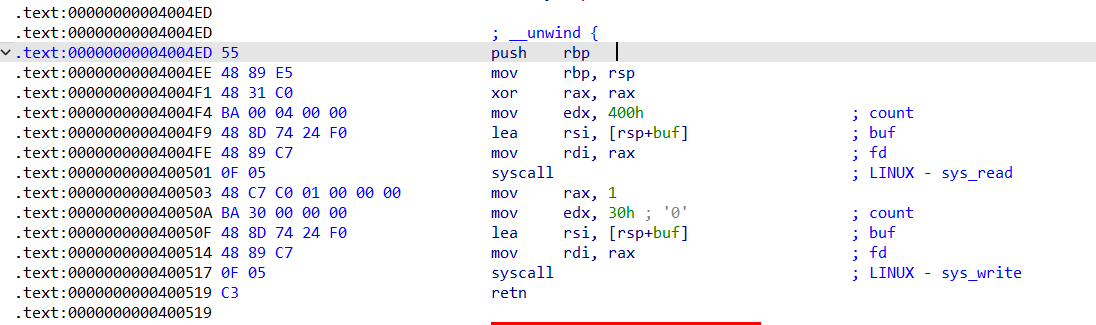 .text:00000000004004ED
.text:00000000004004ED ; __unwind {
.text:00000000004004ED 55 push rbp
.text:00000000004004EE 48 89 E5 mov rbp, rsp
.text:00000000004004F1 48 31 C0 xor rax, rax
.text:00000000004004F4 BA 00 04 00 00 mov edx, 400h ; count
.text:00000000004004F9 48 8D 74 24 F0 lea rsi, [rsp+buf] ; buf
.text:00000000004004FE 48 89 C7 mov rdi, rax ; fd
.text:0000000000400501 0F 05 syscall ; LINUX - sys_read
.text:0000000000400503 48 C7 C0 01 00 00 00 mov rax, 1
.text:000000000040050A BA 30 00 00 00 mov edx, 30h ; '0' ; count
.text:000000000040050F 48 8D 74 24 F0 lea rsi, [rsp+buf] ; buf
.text:0000000000400514 48 89 C7 mov rdi, rax ; fd
.text:0000000000400517 0F 05 syscall ; LINUX - sys_write
.text:0000000000400519 C3 retn
.text:0000000000400519